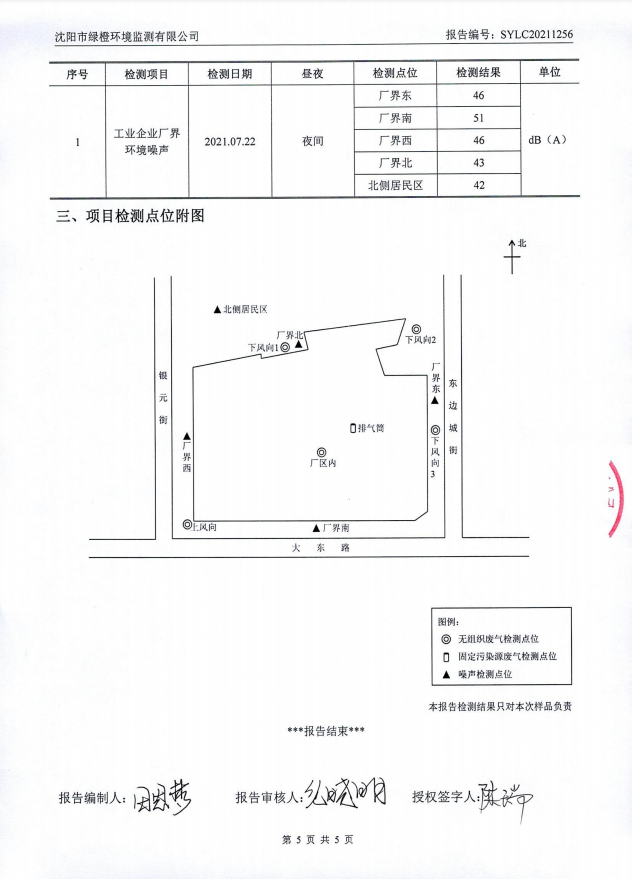 沈阳市绿橙环境监测有限公司 报告编号：SYLC20211256
序号 检测项目 检测日期 昼夜 检测点位 检测结果 单位
1 工业企业厂界环境噪声 2021.07.22 夜间 厂界东 46 dB（A）
厂界南 51
厂界西 46
厂界北 43
北侧居民区 42
三、项目检测点位附图
北
▲北侧居民区
厂界北
下风向1
下风向2
厂界东
银元街
东边城街
排气筒
厂界西
下风向3
厂区内
上风向
▲厂界南
大东路
图例：
◎ 无组织废气检测点位
固定污染源废气检测点位
▲ 噪声检测点位
本报告检测结果只对本次样品负责
***报告结束***
报告编制人： 报告审核人： 授权签字人：陈瑞
第 5 页 共 5 页